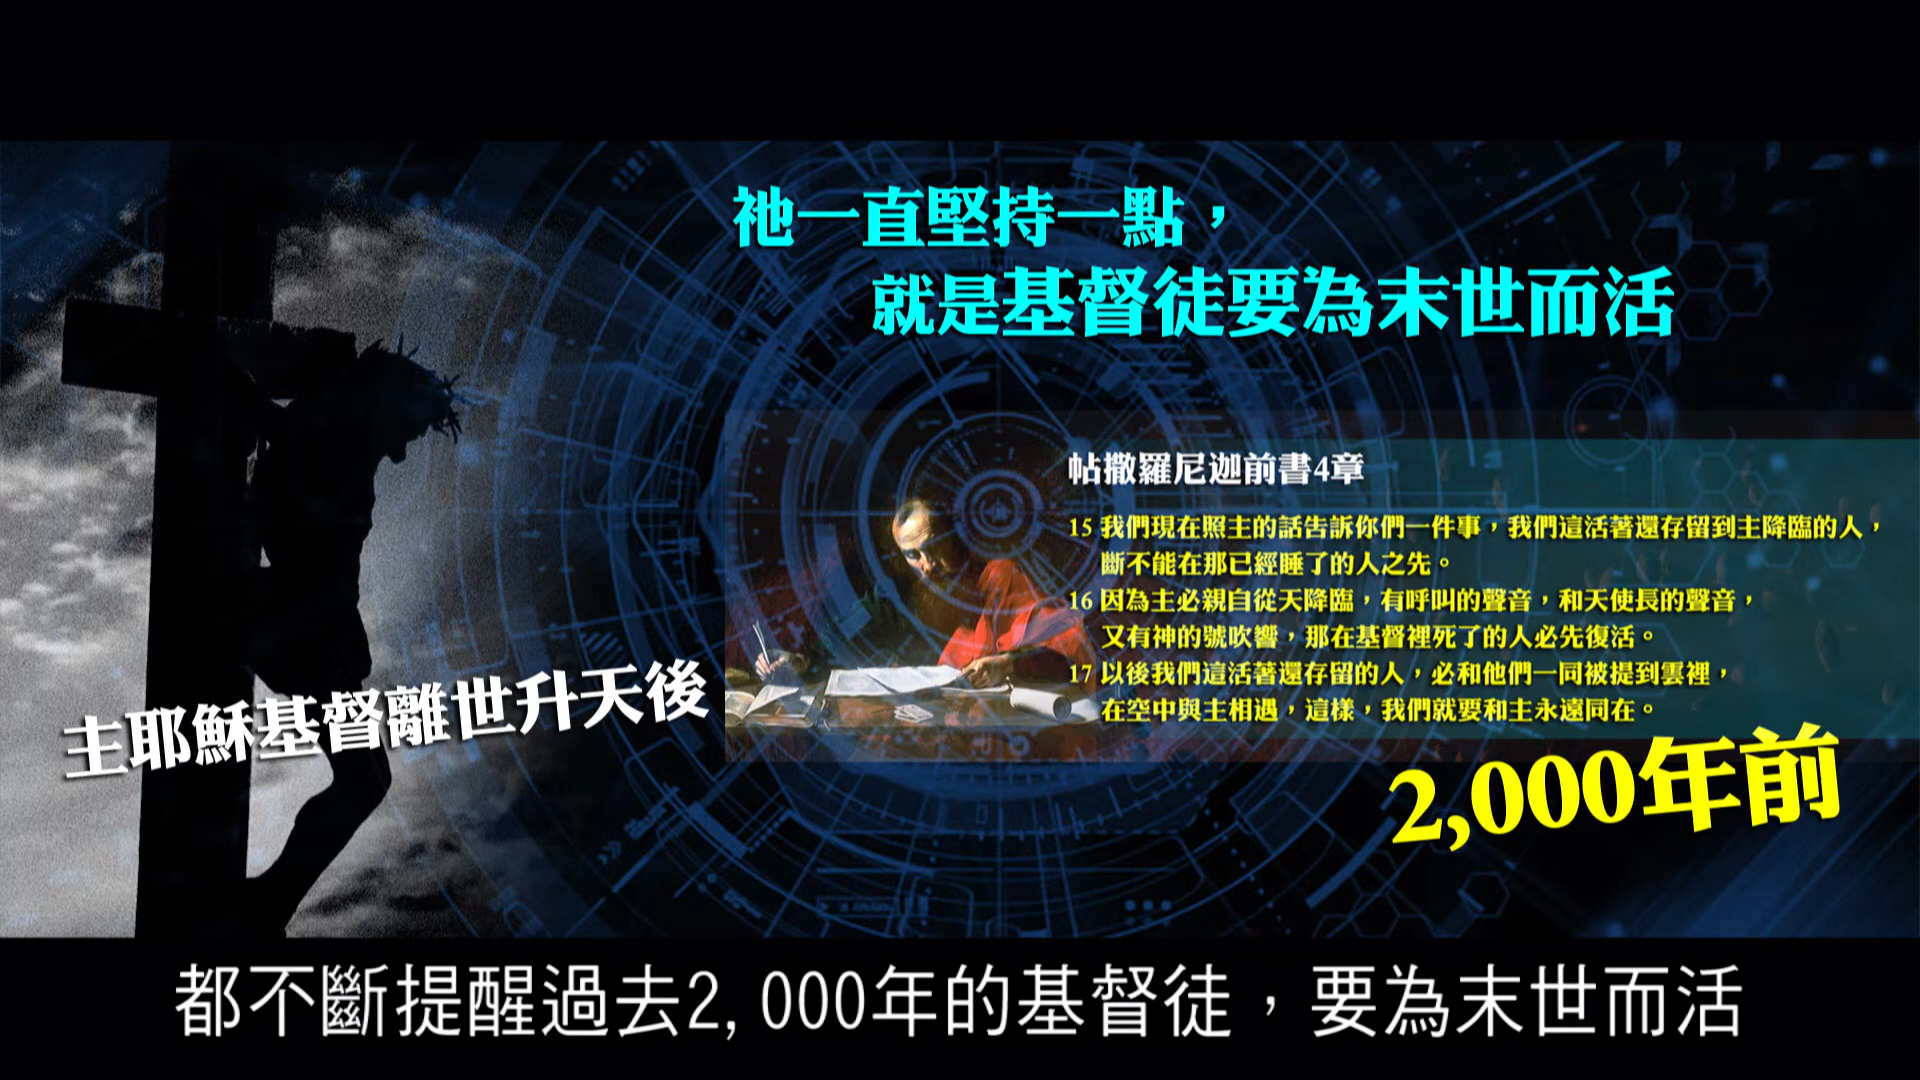 祂一直堅持一點，
就是基督徒要為末世而活
帖撒羅尼迦前書4章
15 我們現在照主的話告訴你們一件事，我們這活著還存留到主降臨的人，
斷不能在那已經睡了的人之先。
16 因為主必親自從天降臨，有呼叫的聲音，和天使長的聲音，
又有神的號吹響，那在基督裡死了的人必先復活。
17 以後我們這活著還存留的人，必和他們一同被提到雲裡，
在空中與主相遇，這樣，我們就要和主永遠同在。
主耶穌基督離世升天後
2,000年前
都不斷提醒過去2,000年的基督徒，要為末世而活